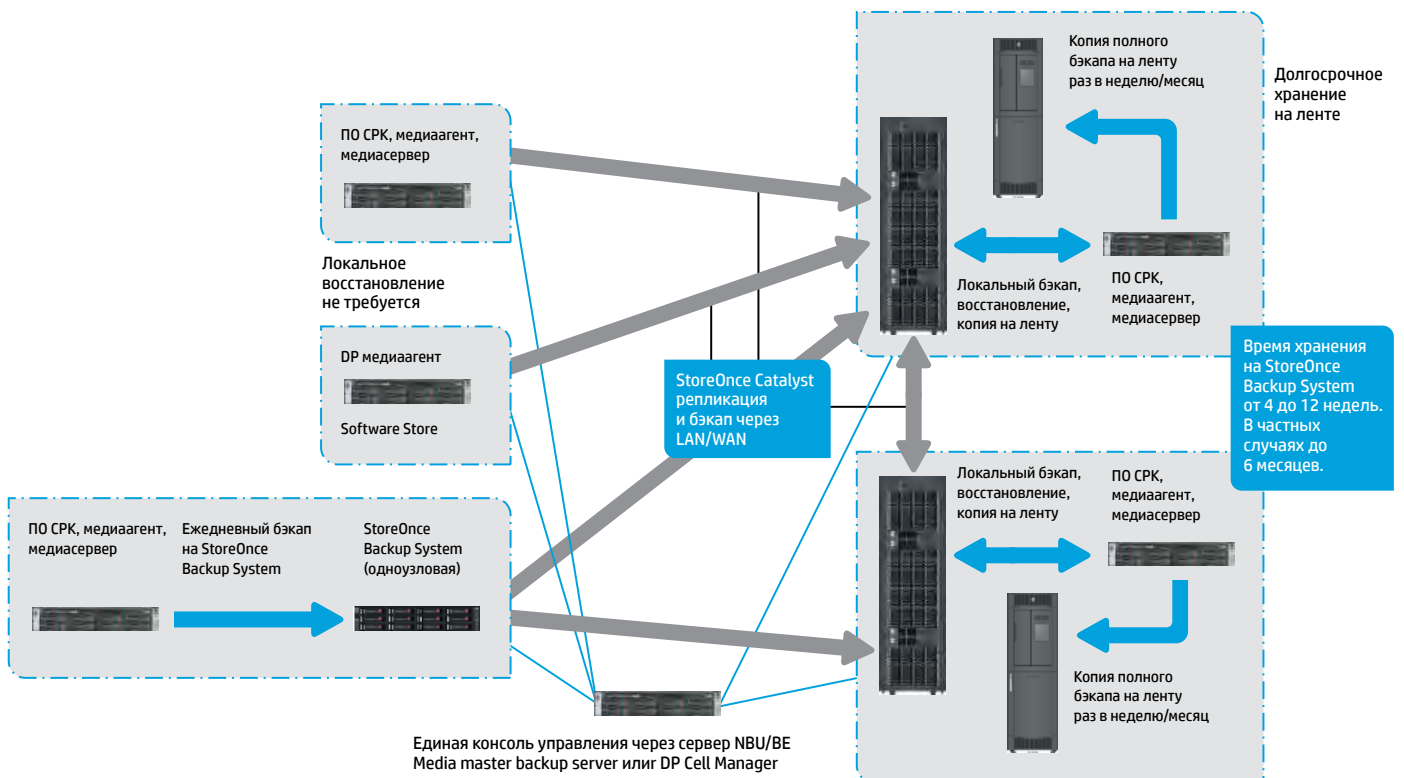 Копия полного
бэкапа на ленту
раз в неделю/месяц
Долгосрочное
хранение
на ленте
ПО СРК, медиаагент,
медиасервер
Локальное
восстановление
не требуется
Локальный бэкап,
восстановление,
копия на ленту
ПО СРК,
медиаагент,
медиасервер
DP медиаагент
Software Store
StoreOnce Catalyst
репликация
и бэкап через
LAN/WAN
Время хранения
на StoreOnce
Backup System
от 4 до 12 недель.
В частных
случаях до
6 месяцев.
Локальный бэкап,
восстановление,
копия на ленту
ПО СРК,
медиаагент,
медиасервер
ПО СРК, медиаагент,
медиасервер
Ежедневный бэкап
на StoreOnce
Backup System
StoreOnce
Backup System
(одноузловая)
Копия полного
бэкапа на ленту
раз в неделю/месяц
Единая консоль управления через сервер NBU/BE
Media master backup server илиг DP Cell Manager